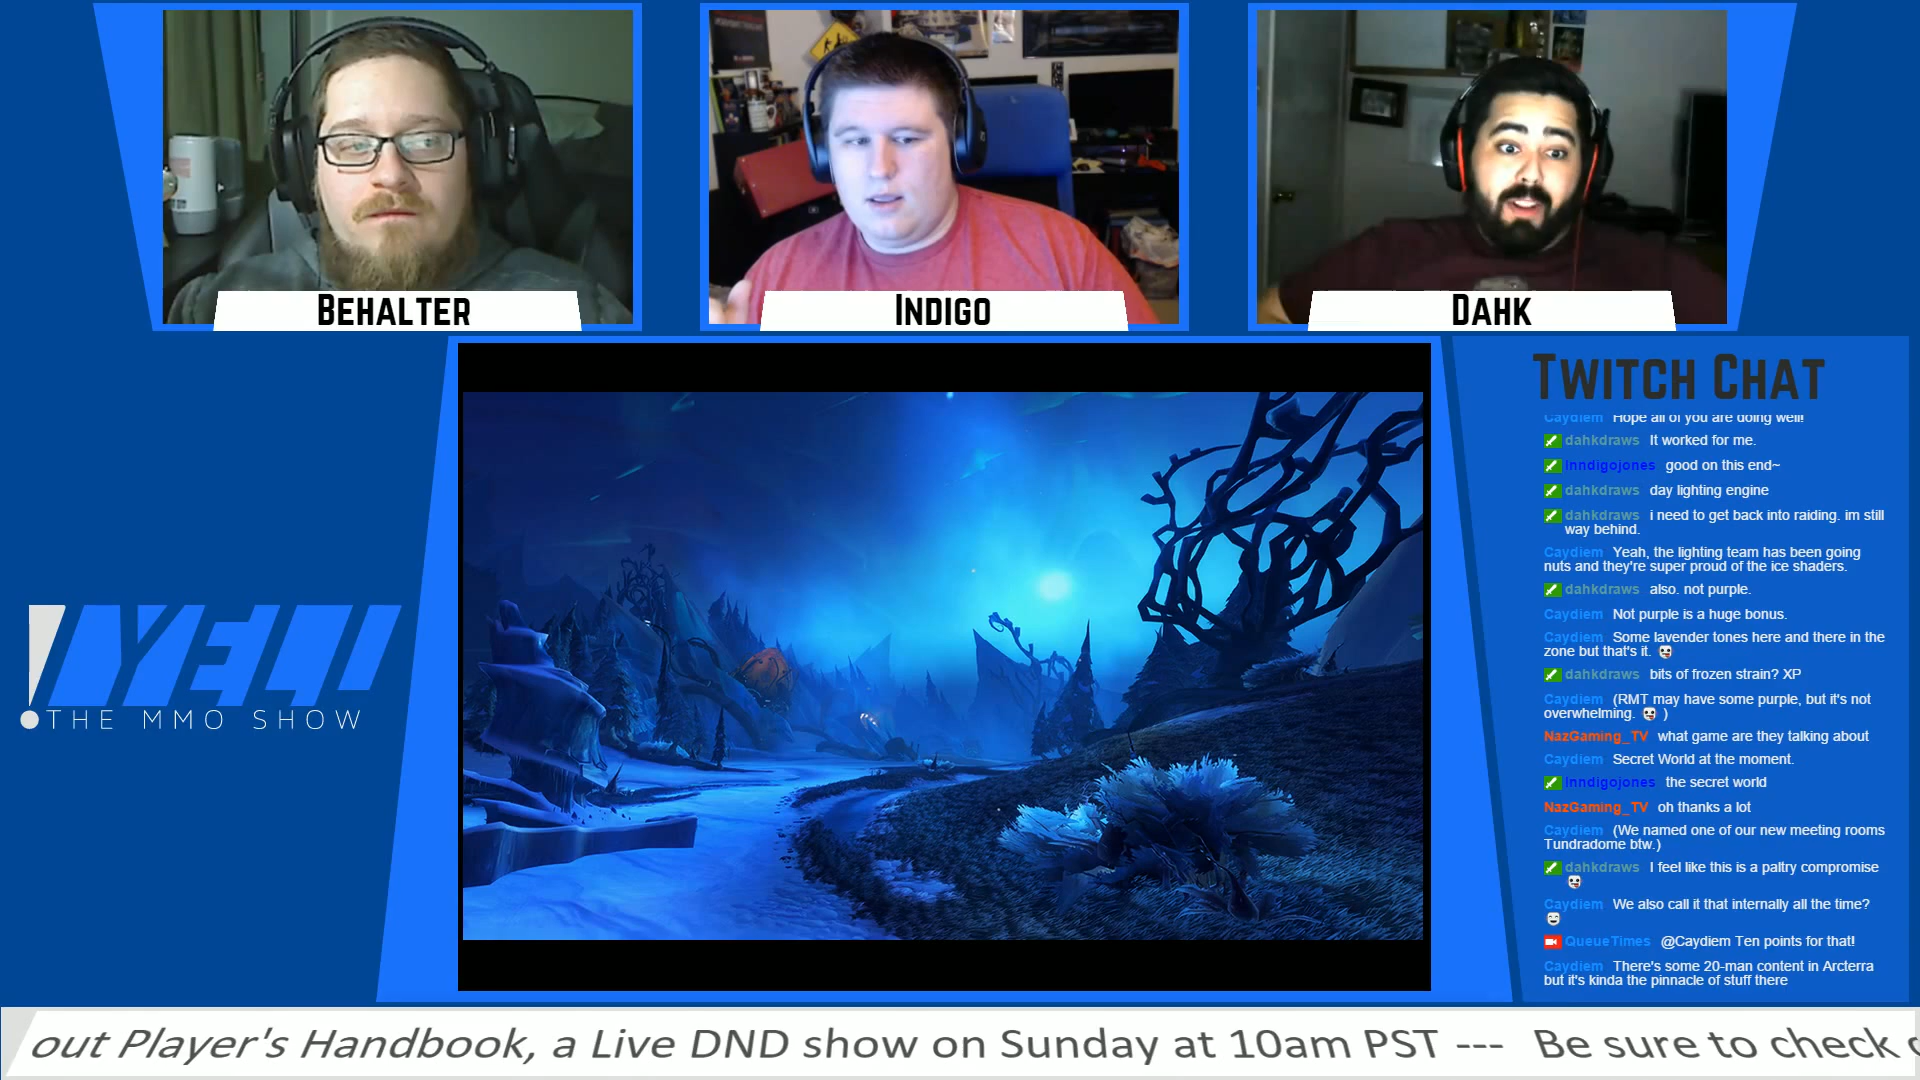 BEHALTER
INDIGO
DAHK
!YEQ!
THE MMO SHOW
TWITCH CHAT
Caydiem Hope all of you are doing well!
dahkdraws It worked for me.
Inndigojones good on this end~
dahkdraws day lighting engine
dahkdraws i need to get back into raiding. im still
way behind.
Caydiem Yeah, the lighting team has been going
nuts and they're super proud of the ice shaders.
dahkdraws also. not purple.
Caydiem Not purple is a huge bonus.
Caydiem Some lavender tones here and there in the
zone but that's it.
dahkdraws bits of frozen strain? XP
Caydiem (RMT may have some purple, but it's not
overwhelming. )
NazGaming_TV what game are they talking about
Caydiem Secret World at the moment.
Inndigojones the secret world
NazGaming_TV oh thanks a lot
Caydiem (We named one of our new meeting rooms
Tundradome btw.)
dahkdraws I feel like this is a paltry compromise
Caydiem We also call it that internally all the time?
QueueTimes @Caydiem Ten points for that!
Caydiem There's some 20-man content in Arcterra
but it's kinda the pinnacle of stuff there
out Player's Handbook, a Live DND show on Sunday at 10am PST --- Be sure to check